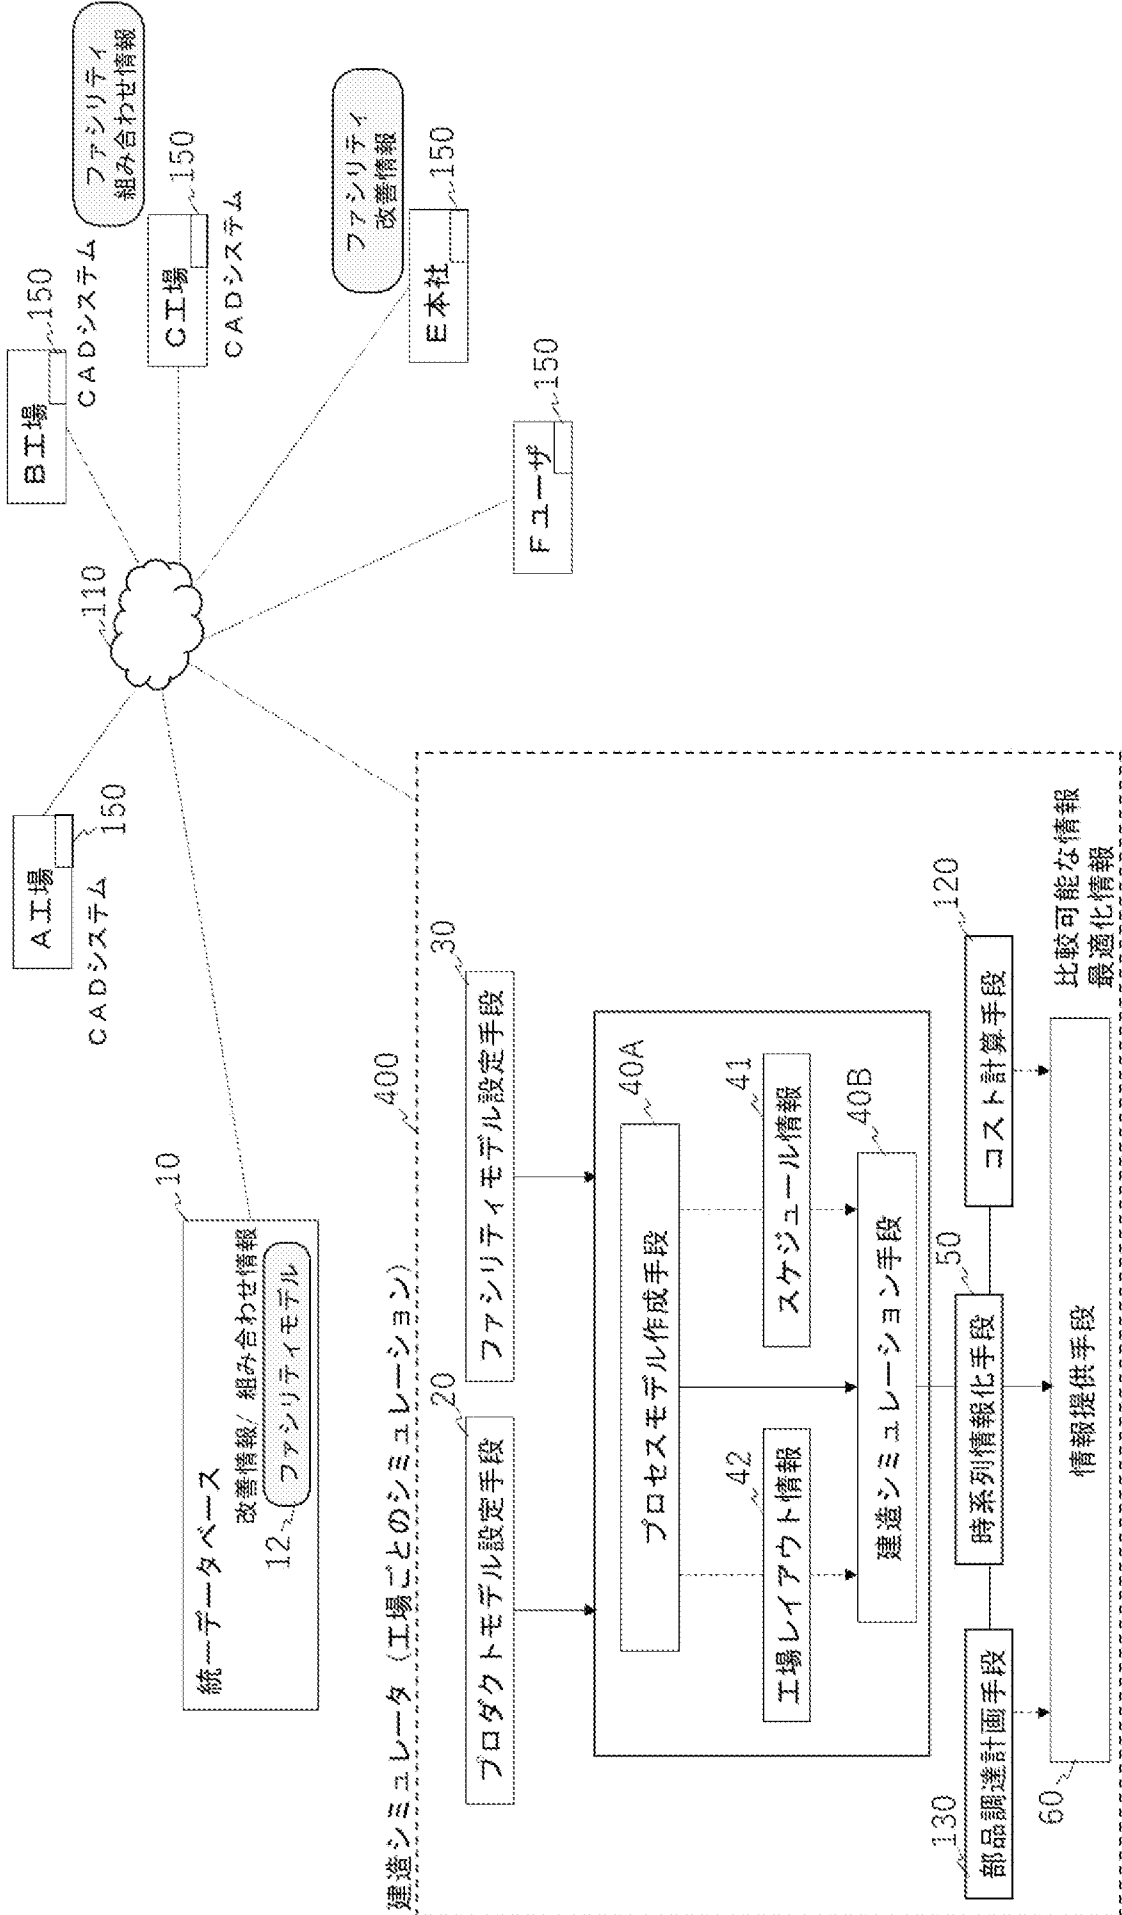 A工場
150
CADシステム
B工場
150
CADシステム
ファシリティ
組み合わせ情報
C工場
150
CADシステム
110
ファシリティ
改善情報
E本社
150
Fユーザ
150
10
統一データベース
改善情報/ 組み合わせ情報
ファシリティモデル
12
建造シミュレータ（工場ごとのシミュレーション）
400
20
プロダクトモデル設定手段
30
ファシリティモデル設定手段
40A
プロセスモデル作成手段
42
工場レイアウト情報
41
スケジュール情報
40B
建造シミュレーション手段
130
部品調達計画手段
50
時系列情報化手段
120
コスト計算手段
比較可能な情報
最適化情報
60
情報提供手段